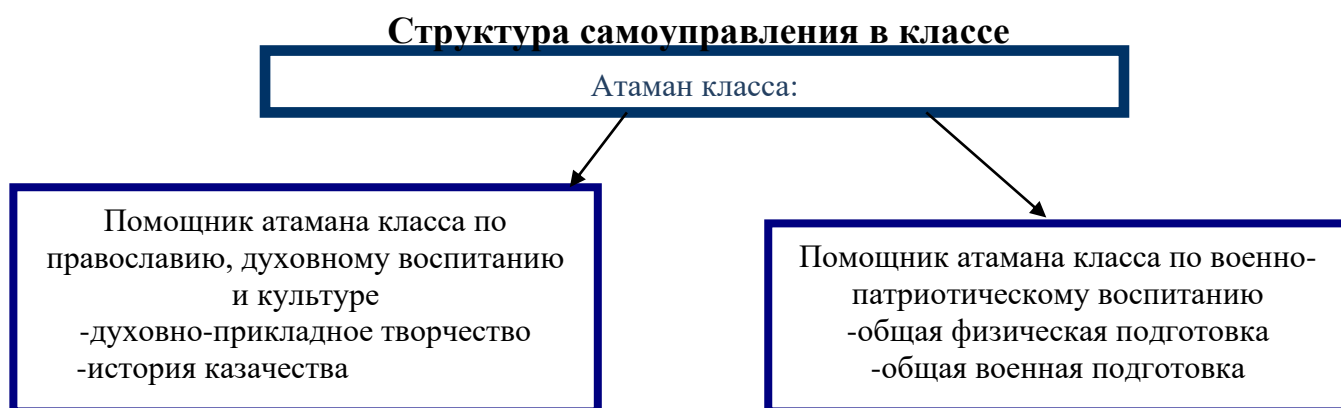 Структура самоуправления в классе
Атаман класса:
Помощник атамана класса по
православию, духовному воспитанию
и культуре
-духовно-прикладное творчество
-история казачества
Помощник атамана класса по военно-
патриотическому воспитанию
-общая физическая подготовка
-общая военная подготовка